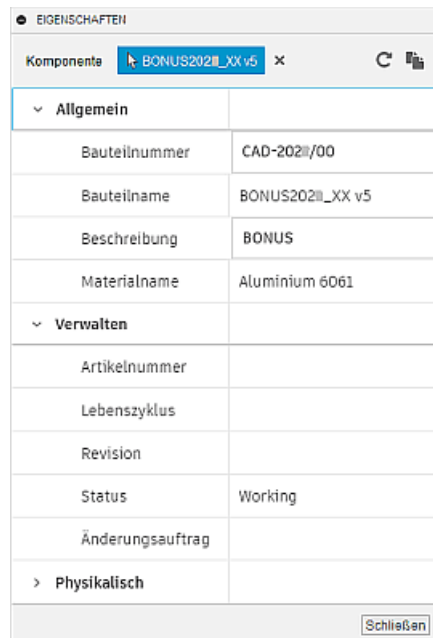 EIGENSCHAFTEN
Komponente
Allgemein
Bauteilnummer
Bauteilname
Beschreibung BONUS
Materialname Aluminium 6061
Verwalten
Artikelnummer
Lebenszyklus
Revision
Status Working
Änderungsauftrag
Physikalisch
Schließen